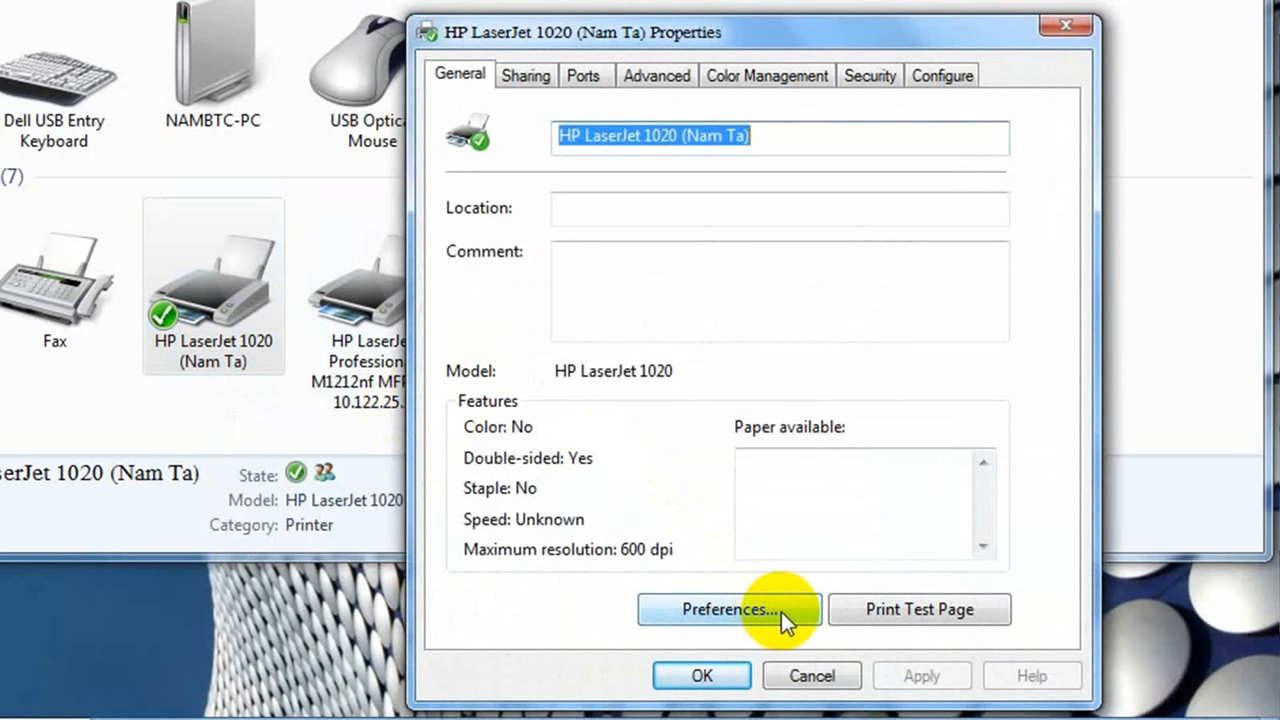 Dell USB Entry
Keyboard
NAMBTC-PC
USB Optic
Mouse
(7)
Fax
HP LaserJet 1020
(Nam Ta)
HP LaserJe
Profession
M1212nf MFP
10.122.25.
serJet 1020 (Nam Ta)
State:
Model: HP LaserJet 1020
Category: Printer
HP LaserJet 1020 (Nam Ta) Properties
General Sharing Ports Advanced Color Management Security Configure
HP LaserJet 1020 (Nam Ta)
Location:
Comment:
Model: HP LaserJet 1020
Features
Color: No
Double-sided: Yes
Staple: No
Speed: Unknown
Maximum resolution: 600 dpi
Paper available:
Preferences... Print Test Page
OK Cancel Apply Help